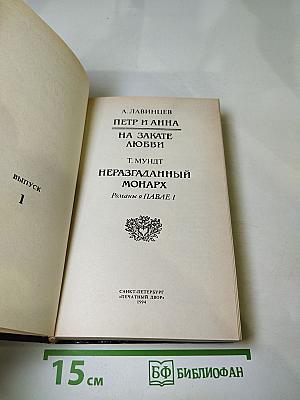 ВЫПУСК
1
А. ЛАВИНЦЕВ
ПЕТР И АННА
НА ЗАКАТЕ
ЛЮБВИ
Т. МУНДТ
НЕРАЗГАДАННЫЙ
МОНАРХ
Романы о ПАВЛЕ I
САНКТ-ПЕТЕРБУРГ
«ПЕЧАТНЫЙ ДВОР»
1994
15 см
БФ БИБЛИОФАН